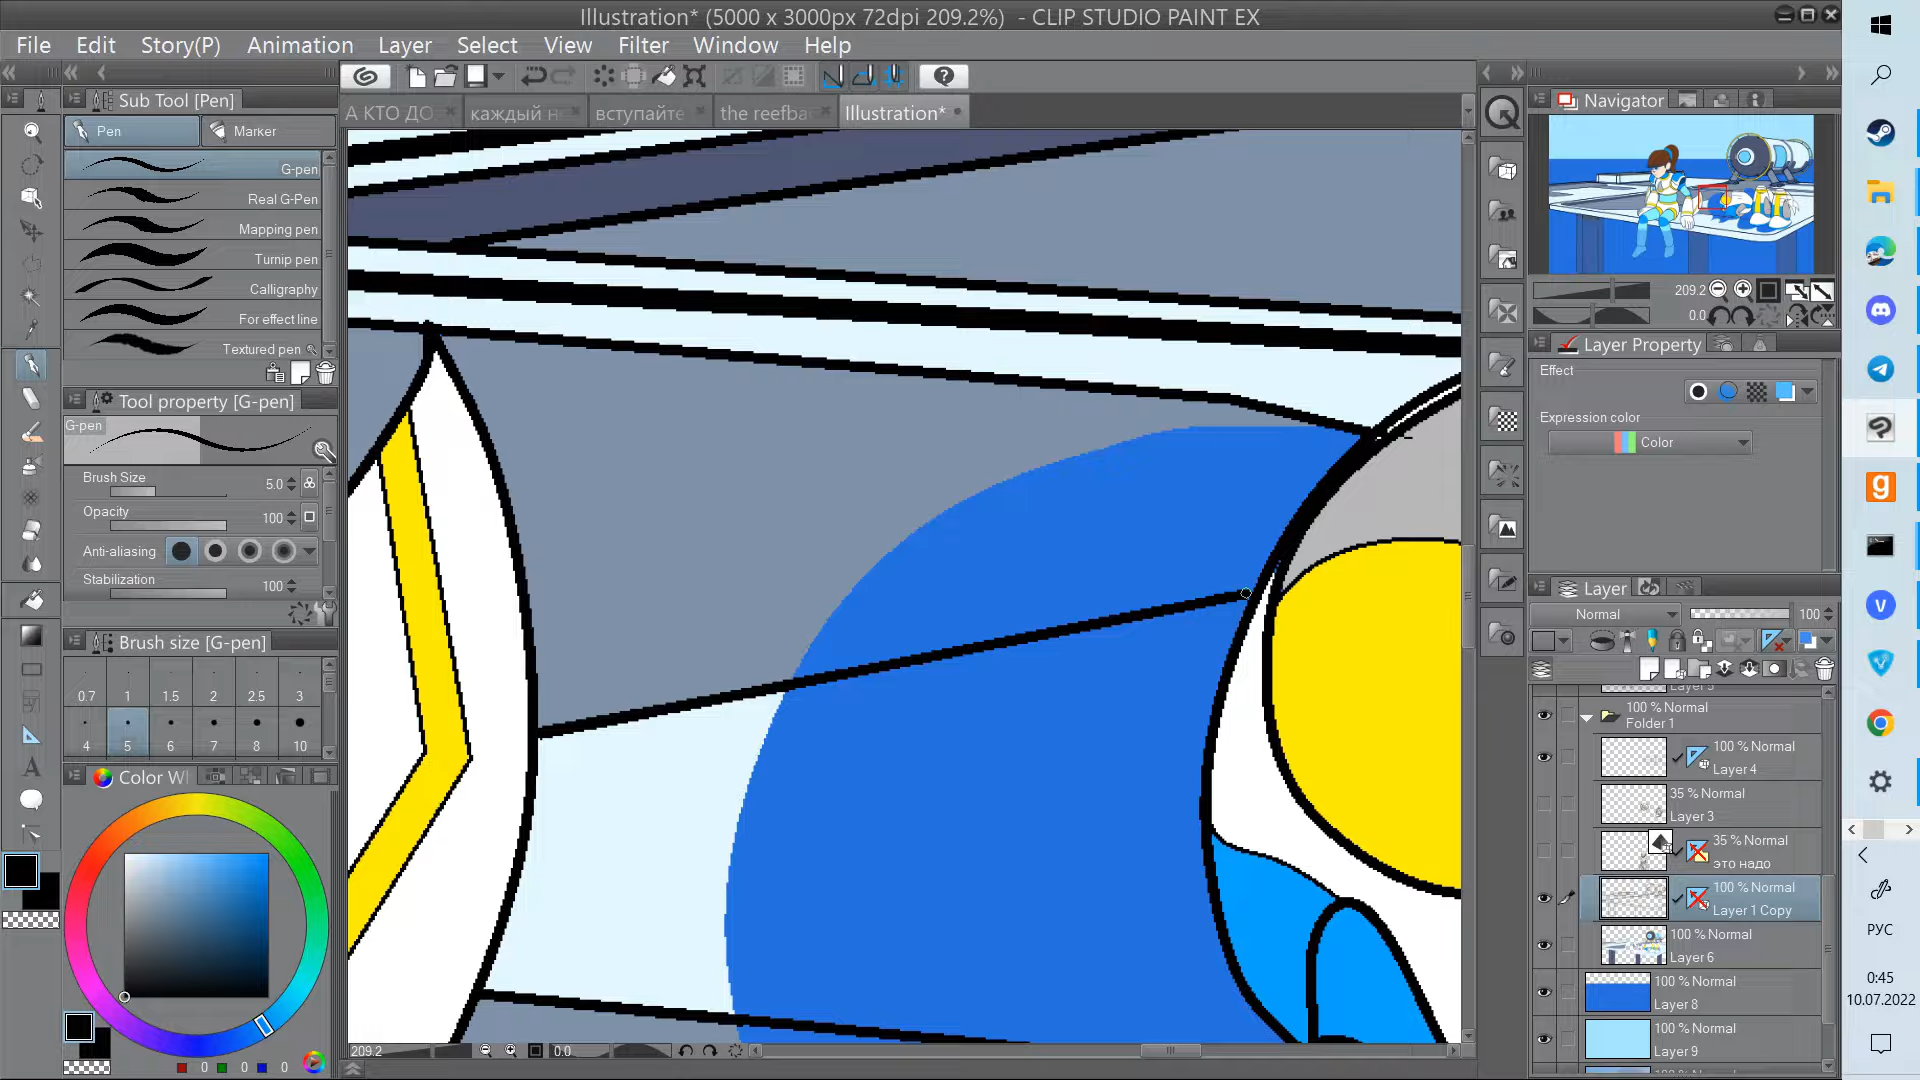 Illustration* (5000 x 3000px 72dpi 209.2%) - CLIP STUDIO PAINT EX
File Edit Story(P) Animation Layer Select View Filter Window Help
Sub Tool [Pen]
Pen Marker
G-pen
Real G-Pen
Mapping pen
Turnip pen
Calligraphy
For effect line
Textured pen
Tool property [G-pen]
G-pen
Brush Size 5.0
Opacity 100
Anti-aliasing
Stabilization 100
Brush size [G-pen]
0.7 1 1.5 2 2.5 3
4 5 6 7 8 10
Color W
0 0 0
А КТО ДО каждый н вступайте the reefba Illustration*
209.2 0.0
Navigator
209.2
0.0
Layer Property
Effect
Expression color
Color
Layer
Normal 100
Layer 5
100 % Normal
Folder 1
100 % Normal
Layer 4
35 % Normal
Layer 3
35 % Normal
это надо
100 % Normal
Layer 1 Copy
100 % Normal
Layer 6
100 % Normal
Layer 8
100 % Normal
Layer 9
РУС
0:45
10.07.2022